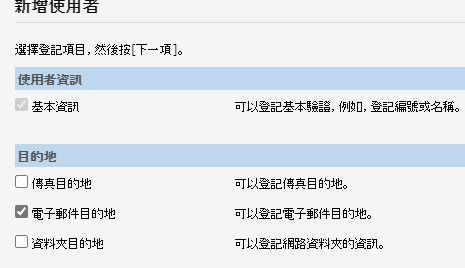 新增使用者
選擇登記項目，然後按[下一項]。
使用者資訊
基本資訊 可以登記基本驗證，例如，登記編號或名稱。
目的地
傳真目的地 可以登記傳真目的地。
電子郵件目的地 可以登記電子郵件目的地。
資料夾目的地 可以登記網路資料夾的資訊。